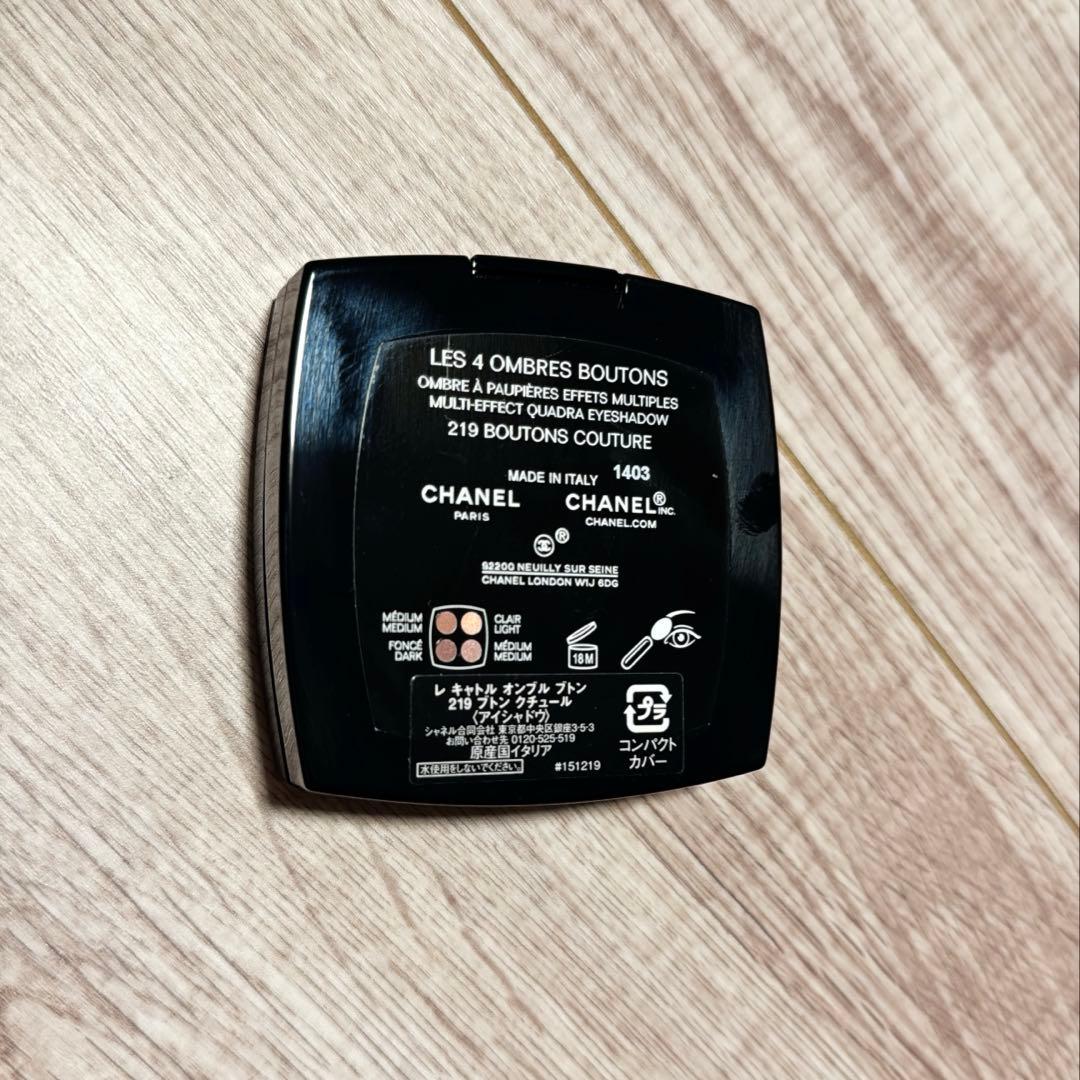 LES 4 OMBRES BOUTONS
OMBRE À PAUPIÈRES EFFETS MULTIPLES
MULTI-EFFECT QUADRA EYESHADOW
219 BOUTONS COUTURE
MADE IN ITALY 1403
CHANEL CHANEL® INC.
PARIS CHANEL.COM
®
92200 NEUILLY SUR SEINE
CHANEL LONDON W1J 6DG
MÉDIUM CLAIR
MEDIUM LIGHT
FONCÉ MÉDIUM
DARK MEDIUM
18M
レ キャトル オンブル ブトン
219 ブトン クチュール
〈アイシャドウ〉
シャネル合同会社 東京都中央区銀座3-5-3
お問い合わせ先 0120-525-519
原産国イタリア
水使用をしないでください。 #151219
プラ
コンパクト
カバー